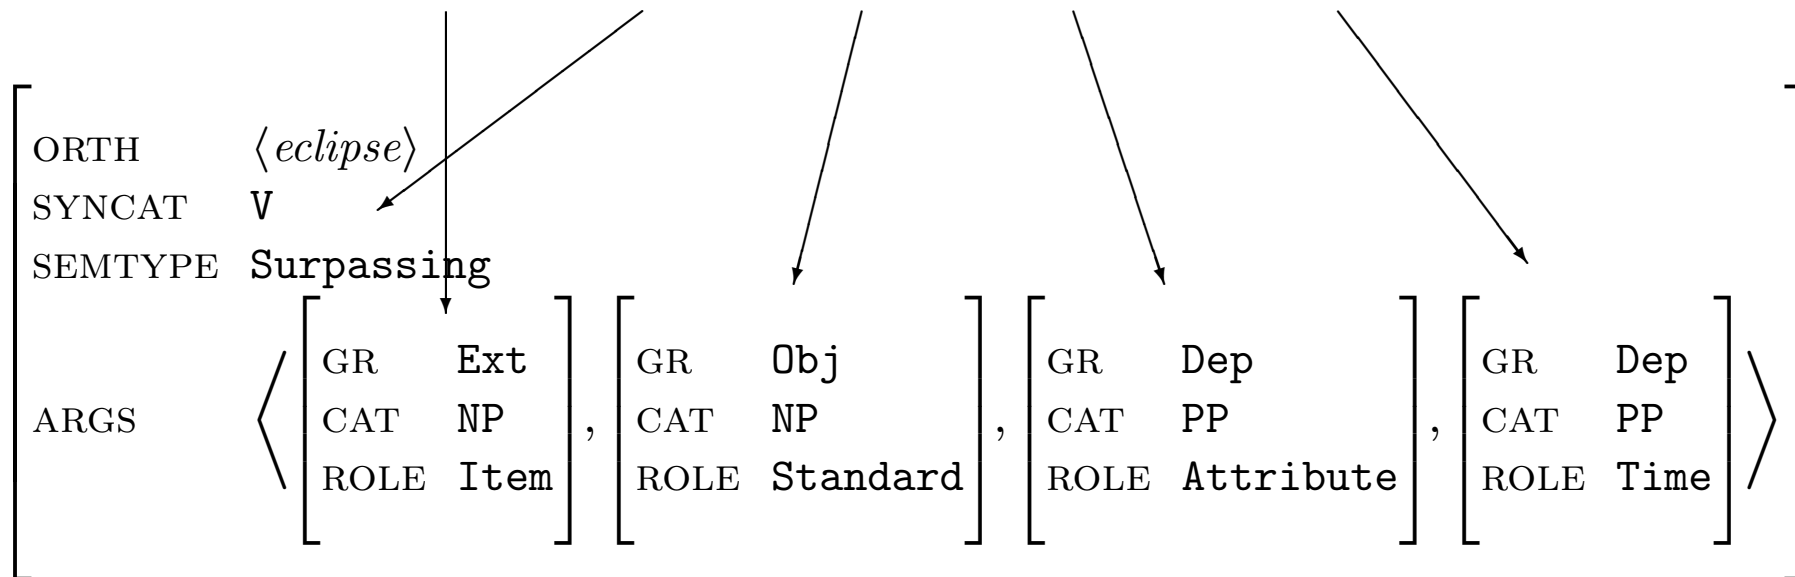 ORTH ⟨eclipse⟩
SYNCAT V
SEMTYPE Surpassing
GR Ext GR Obj GR Dep GR Dep
ARGS ⟨ CAT NP , CAT NP , CAT PP , CAT PP ⟩
ROLE Item ROLE Standard ROLE Attribute ROLE Time